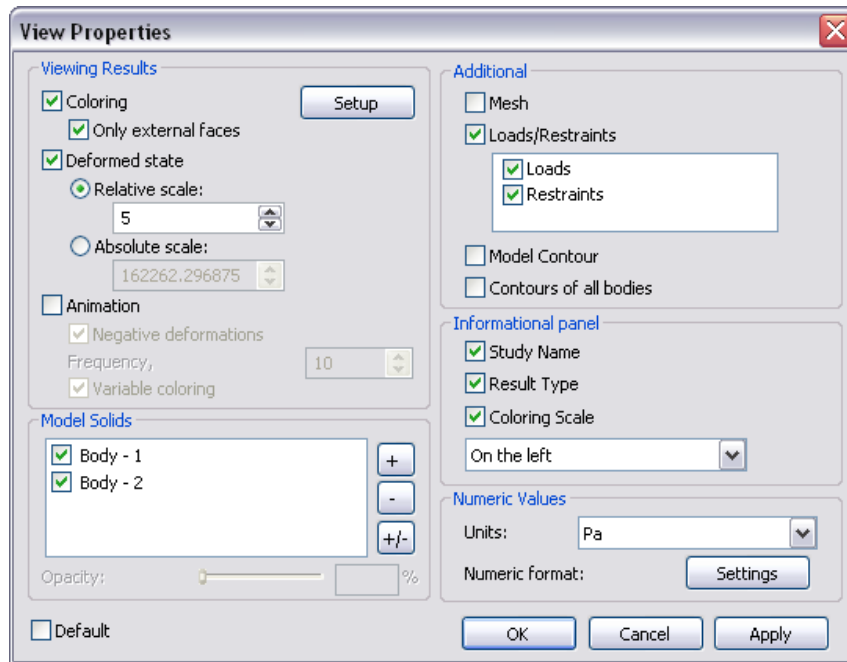 View Properties
Viewing Results
Coloring
Setup
Only external faces
Deformed state
Relative scale:
5
Absolute scale:
162262.296875
Animation
Negative deformations
Frequency,
10
Variable coloring
Model Solids
Body - 1
Body - 2
+
-
+/-
Opacity:
%
Default
Additional
Mesh
Loads/Restraints
Loads
Restraints
Model Contour
Contours of all bodies
Informational panel
Study Name
Result Type
Coloring Scale
On the left
Numeric Values
Units:
Pa
Numeric format:
Settings
OK
Cancel
Apply